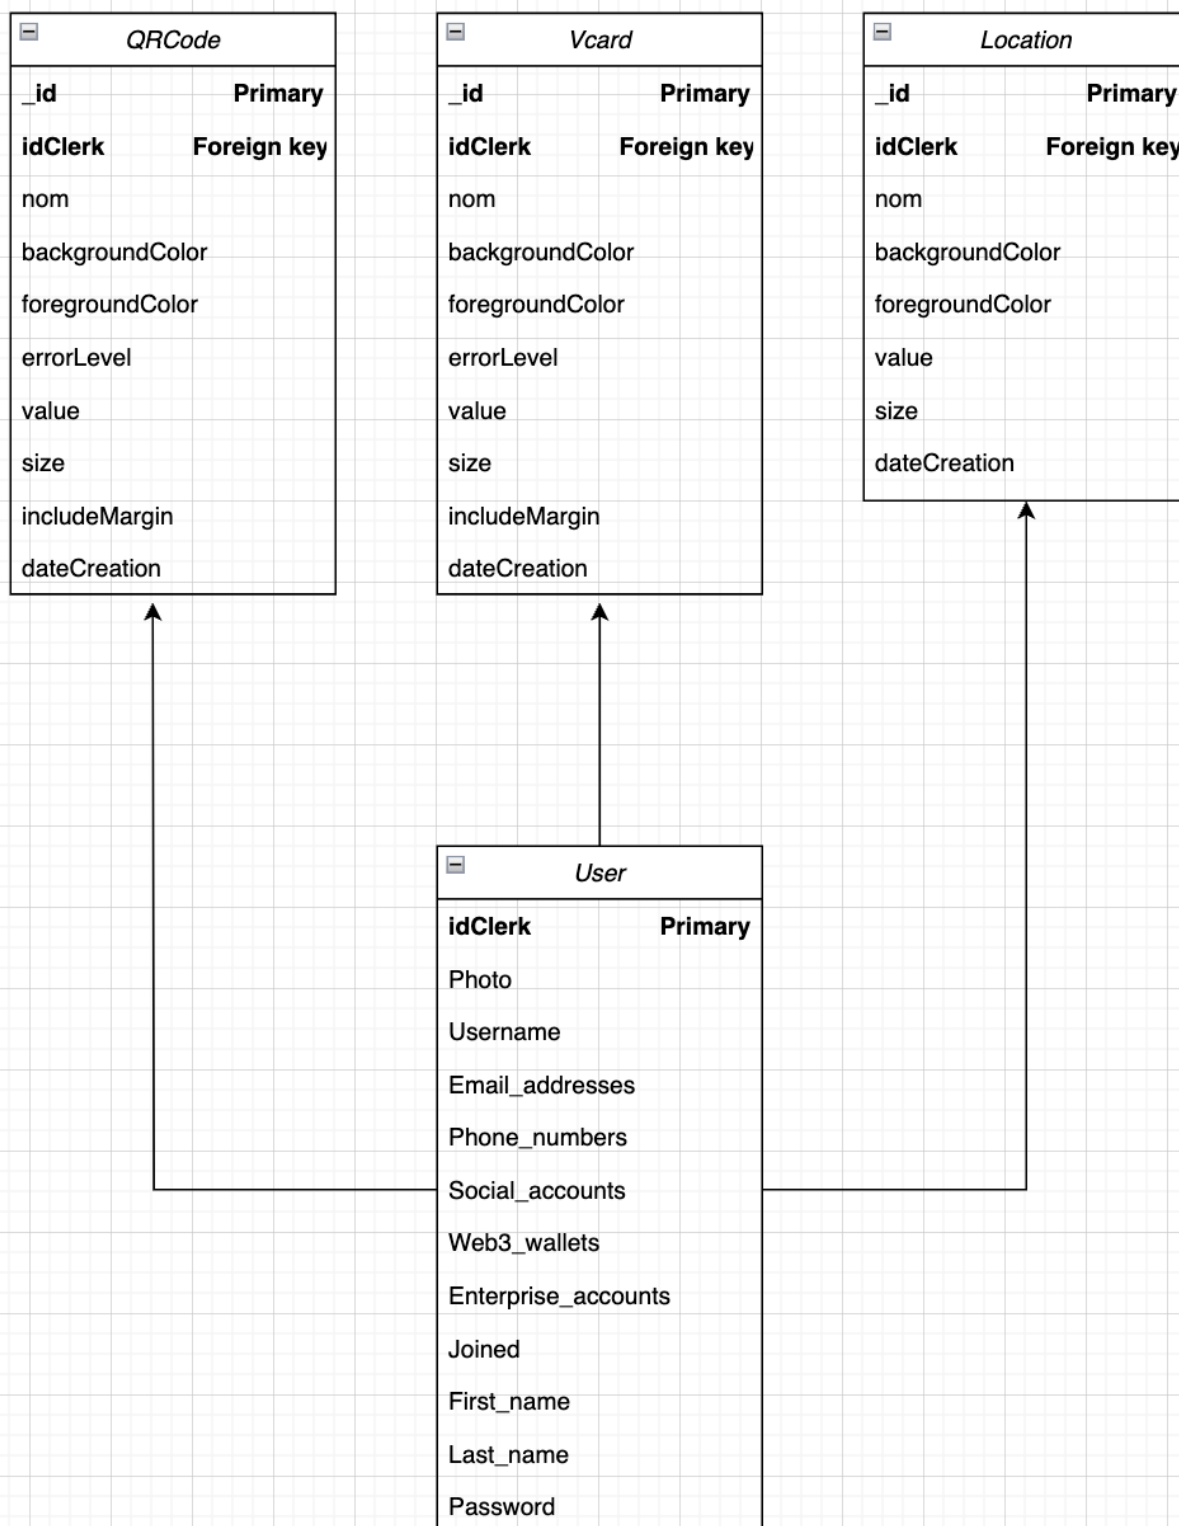 QRCode
_id Primary
idClerk Foreign key
nom
backgroundColor
foregroundColor
errorLevel
value
size
includeMargin
dateCreation
Vcard
_id Primary
idClerk Foreign key
nom
backgroundColor
foregroundColor
errorLevel
value
size
includeMargin
dateCreation
Location
_id Primary
idClerk Foreign key
nom
backgroundColor
foregroundColor
value
size
dateCreation
User
idClerk Primary
Photo
Username
Email_addresses
Phone_numbers
Social_accounts
Web3_wallets
Enterprise_accounts
Joined
First_name
Last_name
Password